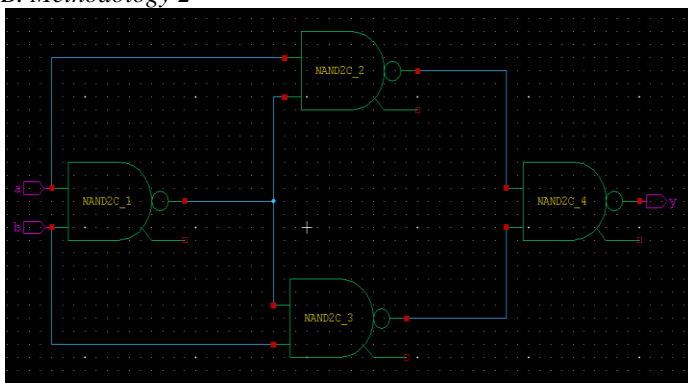 B. Methodology 2
NAND2C_2
a
NAND2C_1
NAND2C_4
y
b
NAND2C_3